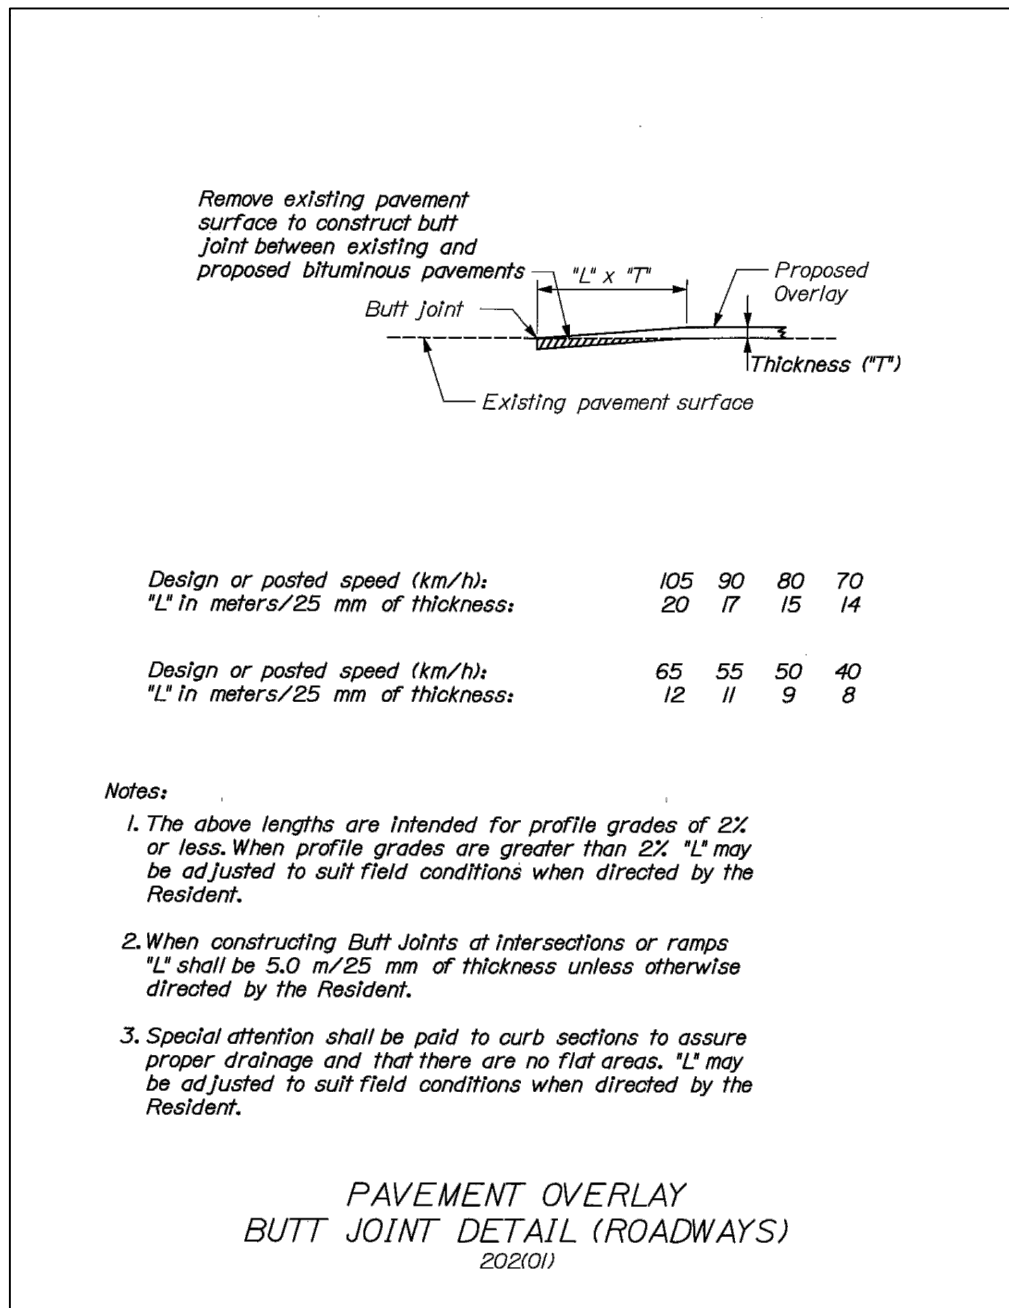 Remove existing pavement
surface to construct butt
joint between existing and
proposed bituminous pavements
"L" x "T"
Proposed
Overlay
Butt joint
Thickness ("T")
Existing pavement surface
Design or posted speed (km/h): 105 90 80 70
"L" in meters/25 mm of thickness: 20 17 15 14
Design or posted speed (km/h): 65 55 50 40
"L" in meters/25 mm of thickness: 12 11 9 8
Notes:
1. The above lengths are intended for profile grades of 2%
or less. When profile grades are greater than 2% "L" may
be adjusted to suit field conditions when directed by the
Resident.
2. When constructing Butt Joints at intersections or ramps
"L" shall be 5.0 m/25 mm of thickness unless otherwise
directed by the Resident.
3. Special attention shall be paid to curb sections to assure
proper drainage and that there are no flat areas. "L" may
be adjusted to suit field conditions when directed by the
Resident.
PAVEMENT OVERLAY
BUTT JOINT DETAIL (ROADWAYS)
202(01)